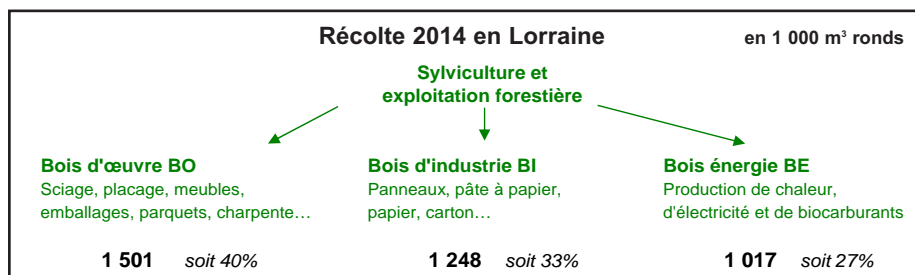 Récolte 2014 en Lorraine en 1 000 m³ ronds
Sylviculture et
exploitation forestière
Bois d'œuvre BO
Sciage, placage, meubles,
emballages, parquets, charpente…
1 501 soit 40%
Bois d'industrie BI
Panneaux, pâte à papier,
papier, carton…
1 248 soit 33%
Bois énergie BE
Production de chaleur,
d'électricité et de biocarburants
1 017 soit 27%